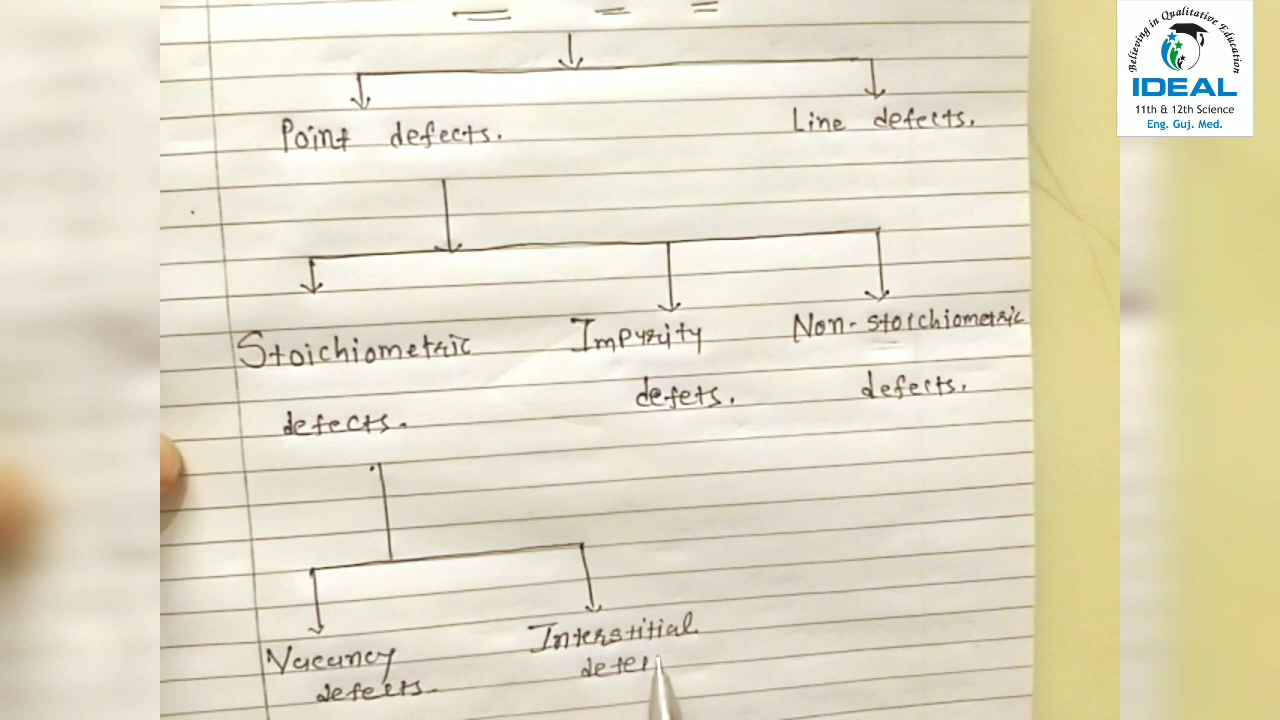 Believing in Qualitative Education
IDEAL
11th & 12th Science
Eng. Guj. Med.
Point defects.
Line defects.
Stoichiometric
defects.
Impurity
defets.
Non-stoichiometric
defects.
Vacancy
defects.
Interstitial